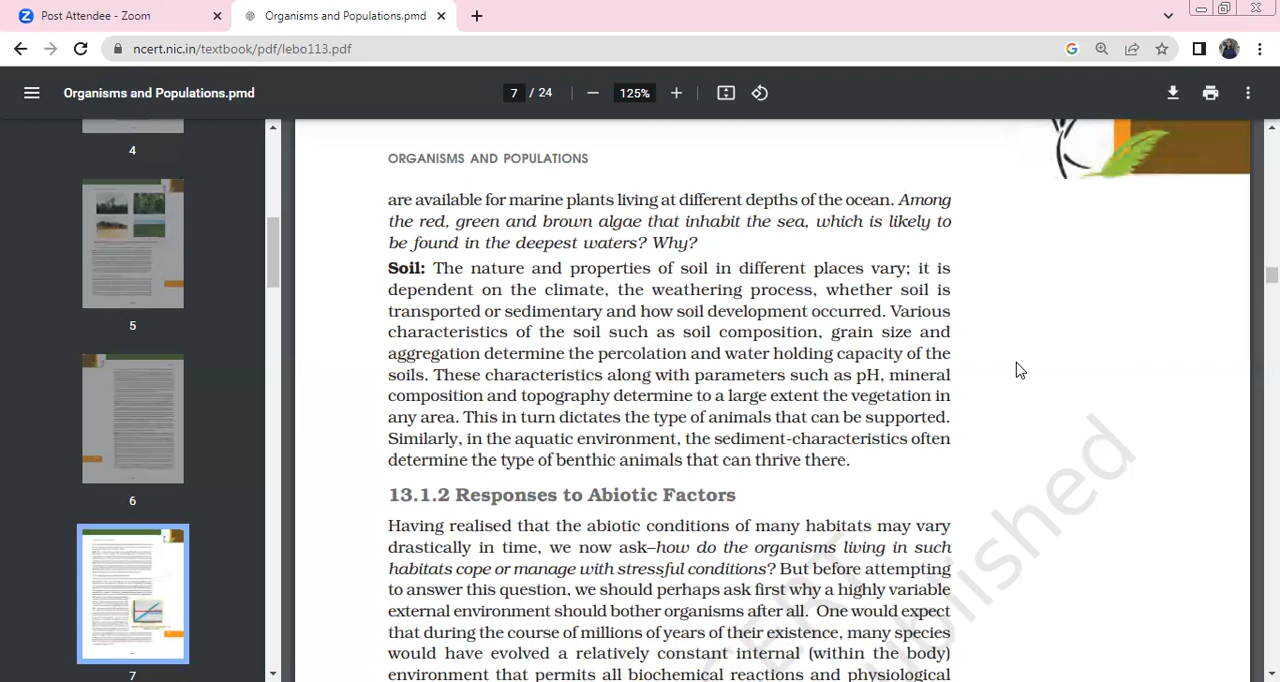 Post Attendee - Zoom
Organisms and Populations.pmd
ncert.nic.in/textbook/pdf/lebo113.pdf
Organisms and Populations.pmd
7 / 24
125%
4
5
6
7
ORGANISMS AND POPULATIONS
are available for marine plants living at different depths of the ocean. Among
the red, green and brown algae that inhabit the sea, which is likely to
be found in the deepest waters? Why?
Soil: The nature and properties of soil in different places vary; it is
dependent on the climate, the weathering process, whether soil is
transported or sedimentary and how soil development occurred. Various
characteristics of the soil such as soil composition, grain size and
aggregation determine the percolation and water holding capacity of the
soils. These characteristics along with parameters such as pH, mineral
composition and topography determine to a large extent the vegetation in
any area. This in turn dictates the type of animals that can be supported.
Similarly, in the aquatic environment, the sediment-characteristics often
determine the type of benthic animals that can thrive there.
13.1.2 Responses to Abiotic Factors
Having realised that the abiotic conditions of many habitats may vary
drastically in time, we now ask–how do the organisms living in such
habitats cope or manage with stressful conditions? But before attempting
to answer this question, we should perhaps ask first why a highly variable
external environment should bother organisms after all. One would expect
that during the course of millions of years of their existence, many species
would have evolved a relatively constant internal (within the body)
environment that permits all biochemical reactions and physiological
published